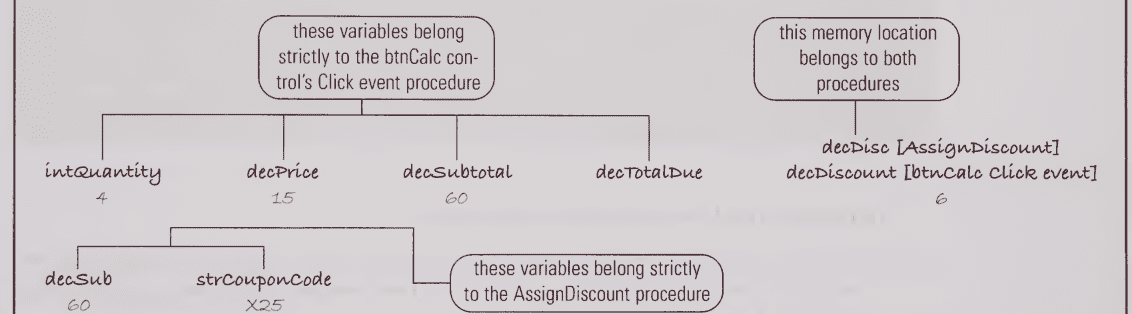 these variables belong
strictly to the btnCalc con-
trol's Click event procedure
this memory location
belongs to both
procedures
intQuantity decPrice decSubtotal decTotalDue
4 15 60
decDisc [AssignDiscount]
decDiscount [btnCalc Click event]
6
decSub strCouponCode
60 X25
these variables belong strictly
to the AssignDiscount procedure